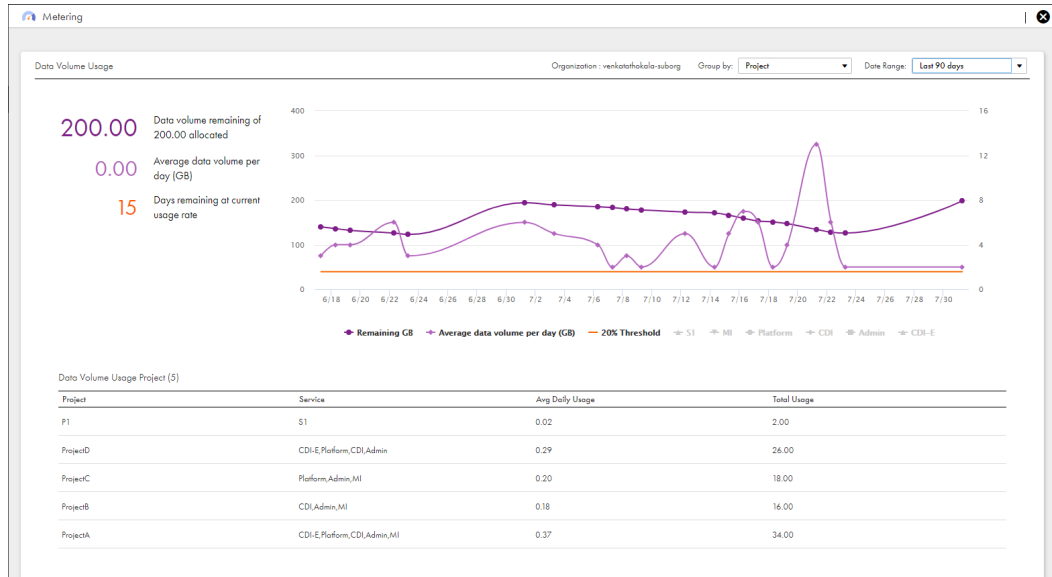 Metering
Data Volume Usage
Organization : venkatathokala-suborg Group by: Project Date Range: Last 90 days
200.00 Data volume remaining of 200.00 allocated
0.00 Average data volume per day (GB)
15 Days remaining at current usage rate
400 16
300 12
200 8
100 4
0 0
6/18 6/20 6/22 6/24 6/26 6/28 6/30 7/2 7/4 7/6 7/8 7/10 7/12 7/14 7/16 7/18 7/20 7/22 7/24 7/26 7/28 7/30
Remaining GB Average data volume per day (GB) 20% Threshold S1 MI Platform CDI Admin CDI-E
Data Volume Usage Project (5)
Project Service Avg Daily Usage Total Usage
P1 S1 0.02 2.00
ProjectD CDI-E,Platform,CDI,Admin 0.29 26.00
ProjectC Platform,Admin,MI 0.20 18.00
ProjectB CDI,Admin,MI 0.18 16.00
ProjectA CDI-E,Platform,CDI,Admin,MI 0.37 34.00